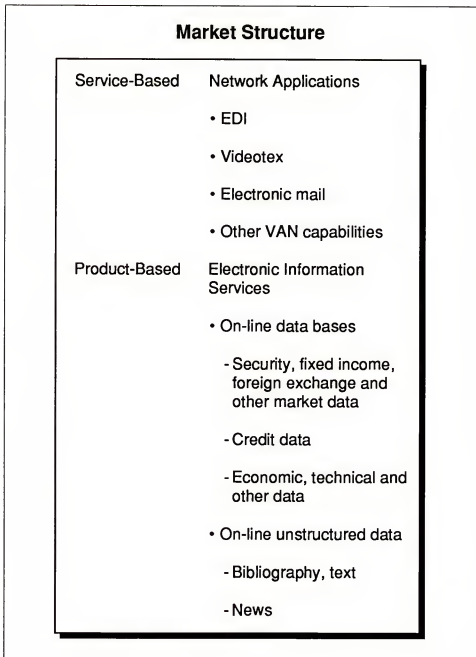 Market Structure
Service-Based Network Applications
• EDI
• Videotex
• Electronic mail
• Other VAN capabilities
Product-Based Electronic Information
Services
• On-line data bases
- Security, fixed income,
foreign exchange and
other market data
- Credit data
- Economic, technical and
other data
• On-line unstructured data
- Bibliography, text
- News